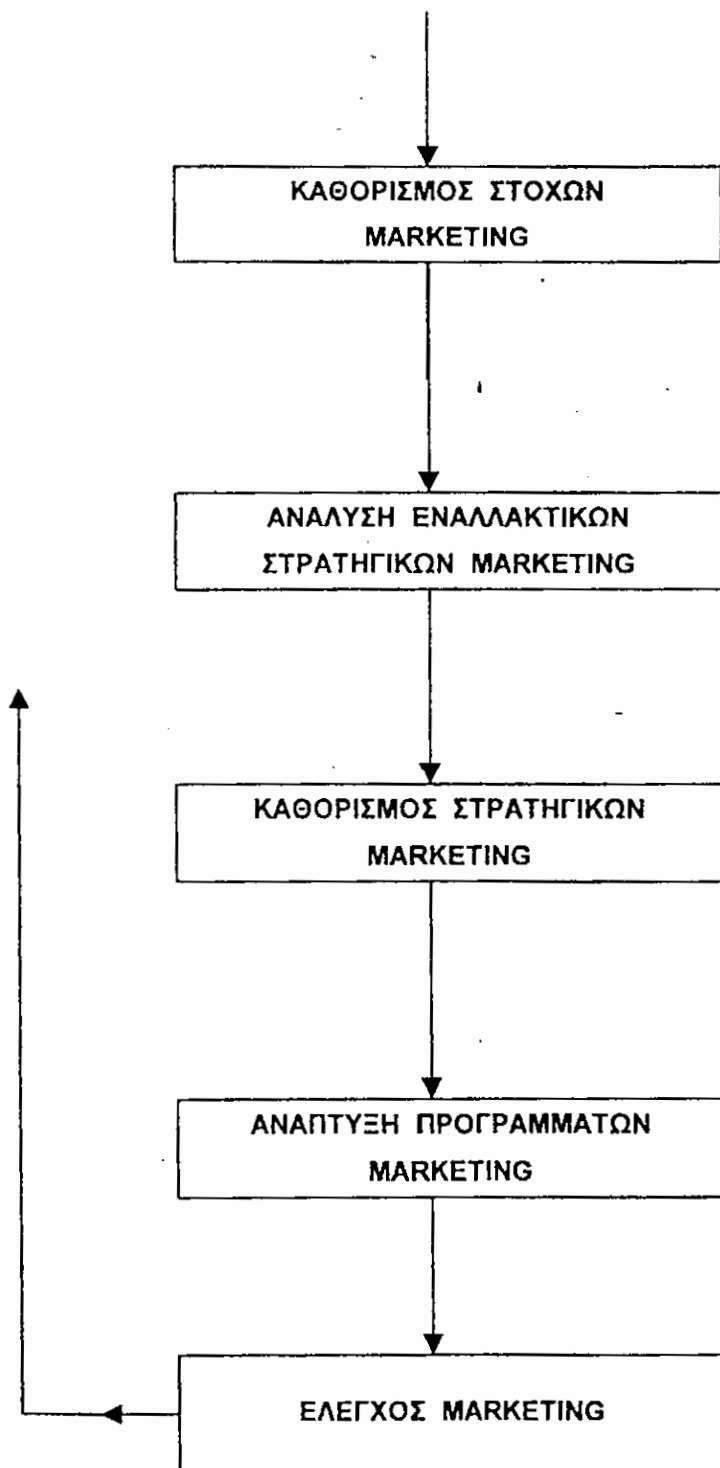 ΚΑΘΟΡΙΣΜΟΣ ΣΤΟΧΩΝ
MARKETING
ΑΝΑΛΥΣΗ ΕΝΑΛΛΑΚΤΙΚΩΝ
ΣΤΡΑΤΗΓΙΚΩΝ MARKETING
ΚΑΘΟΡΙΣΜΟΣ ΣΤΡΑΤΗΓΙΚΩΝ
MARKETING
ΑΝΑΠΤΥΞΗ ΠΡΟΓΡΑΜΜΑΤΩΝ
MARKETING
ΕΛΕΓΧΟΣ MARKETING